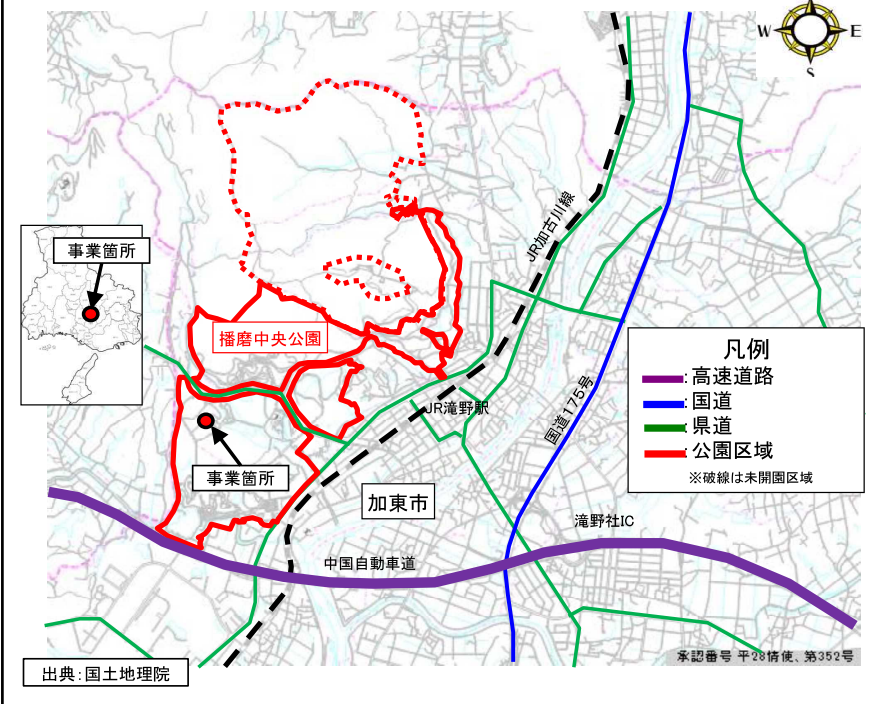 W
E
S
JR加古川線
事業箇所
播磨中央公園
凡例
:高速道路
:国道
:県道
:公園区域
※破線は未開園区域
JR滝野駅
国道175号
事業箇所
加東市
滝野社IC
中国自動車道
承認番号 平28情使、第352号
出典:国土地理院